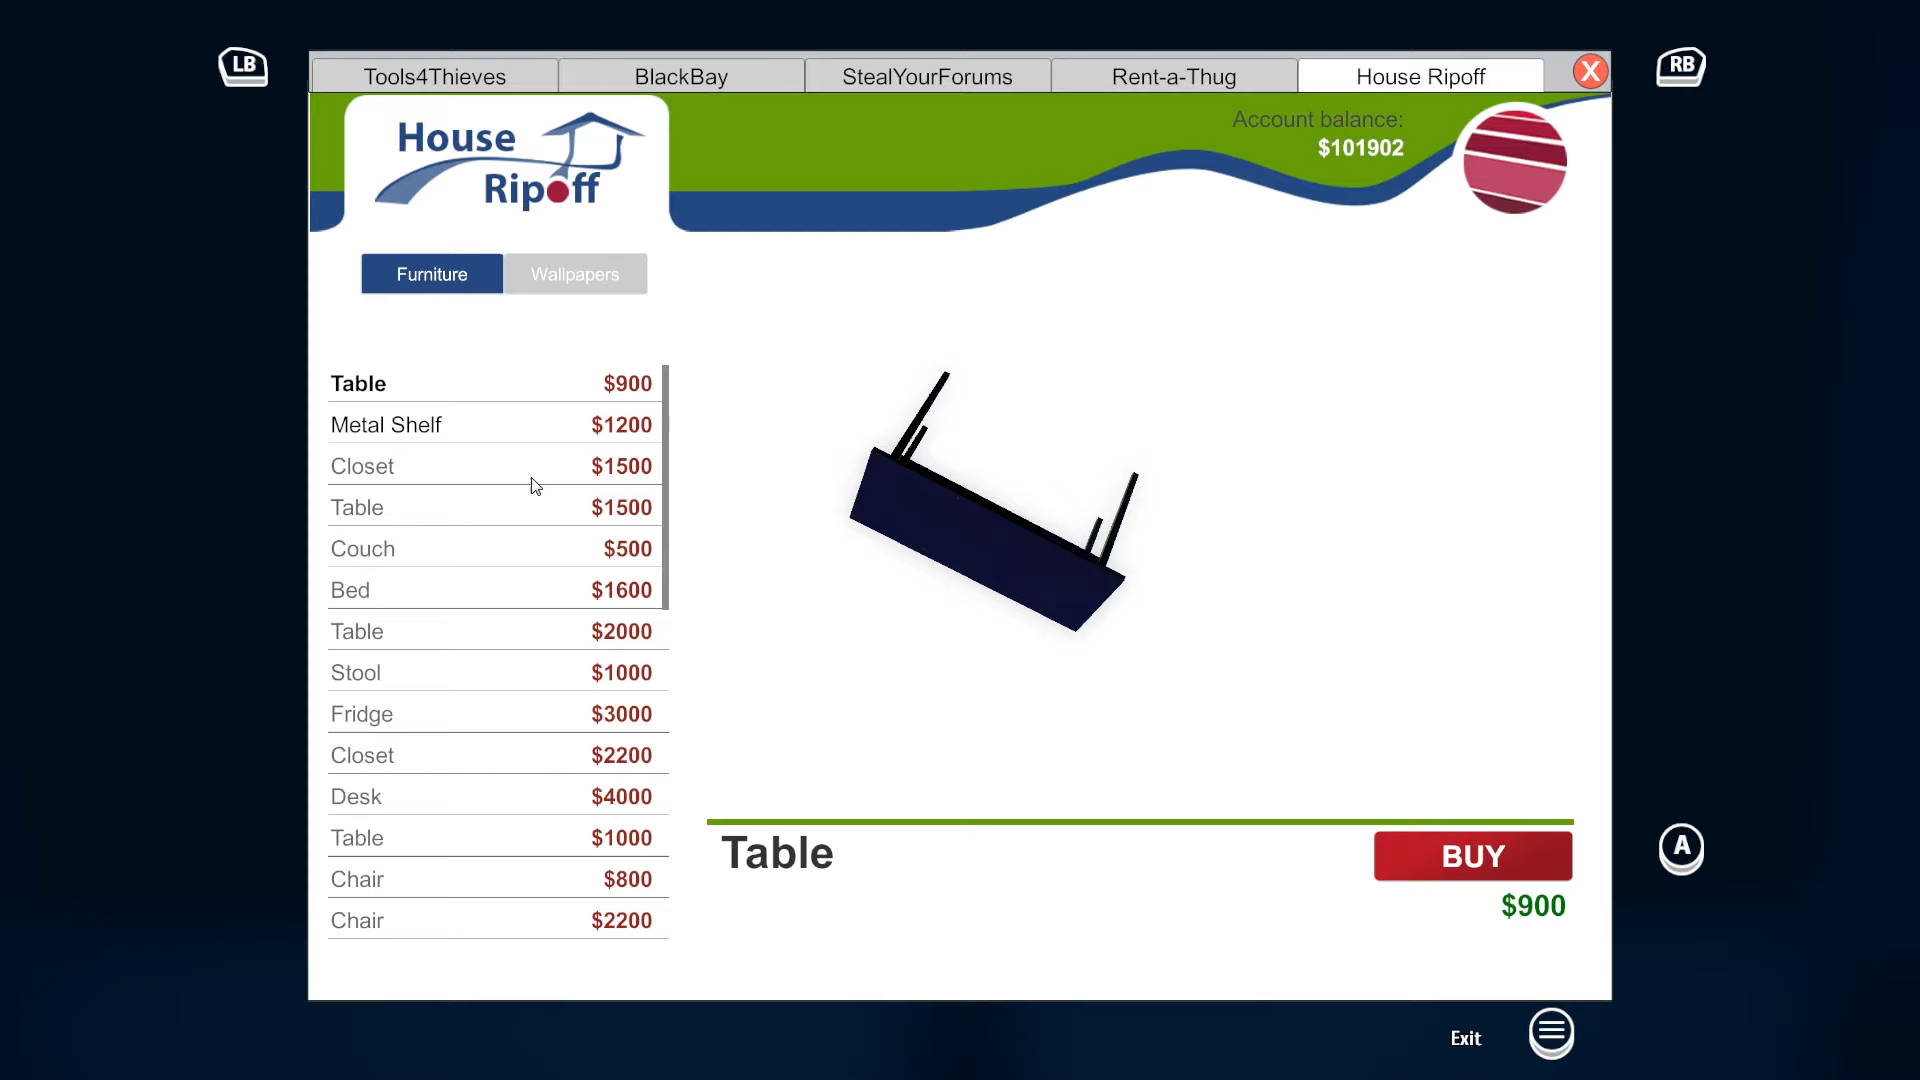 LB
RB
Tools4Thieves
BlackBay
StealYourForums
Rent-a-Thug
House Ripoff
X
House
Ripoff
Account balance:
$101902
Furniture
Wallpapers
Table $900
Metal Shelf $1200
Closet $1500
Table $1500
Couch $500
Bed $1600
Table $2000
Stool $1000
Fridge $3000
Closet $2200
Desk $4000
Table $1000
Chair $800
Chair $2200
Table
BUY
$900
A
Exit